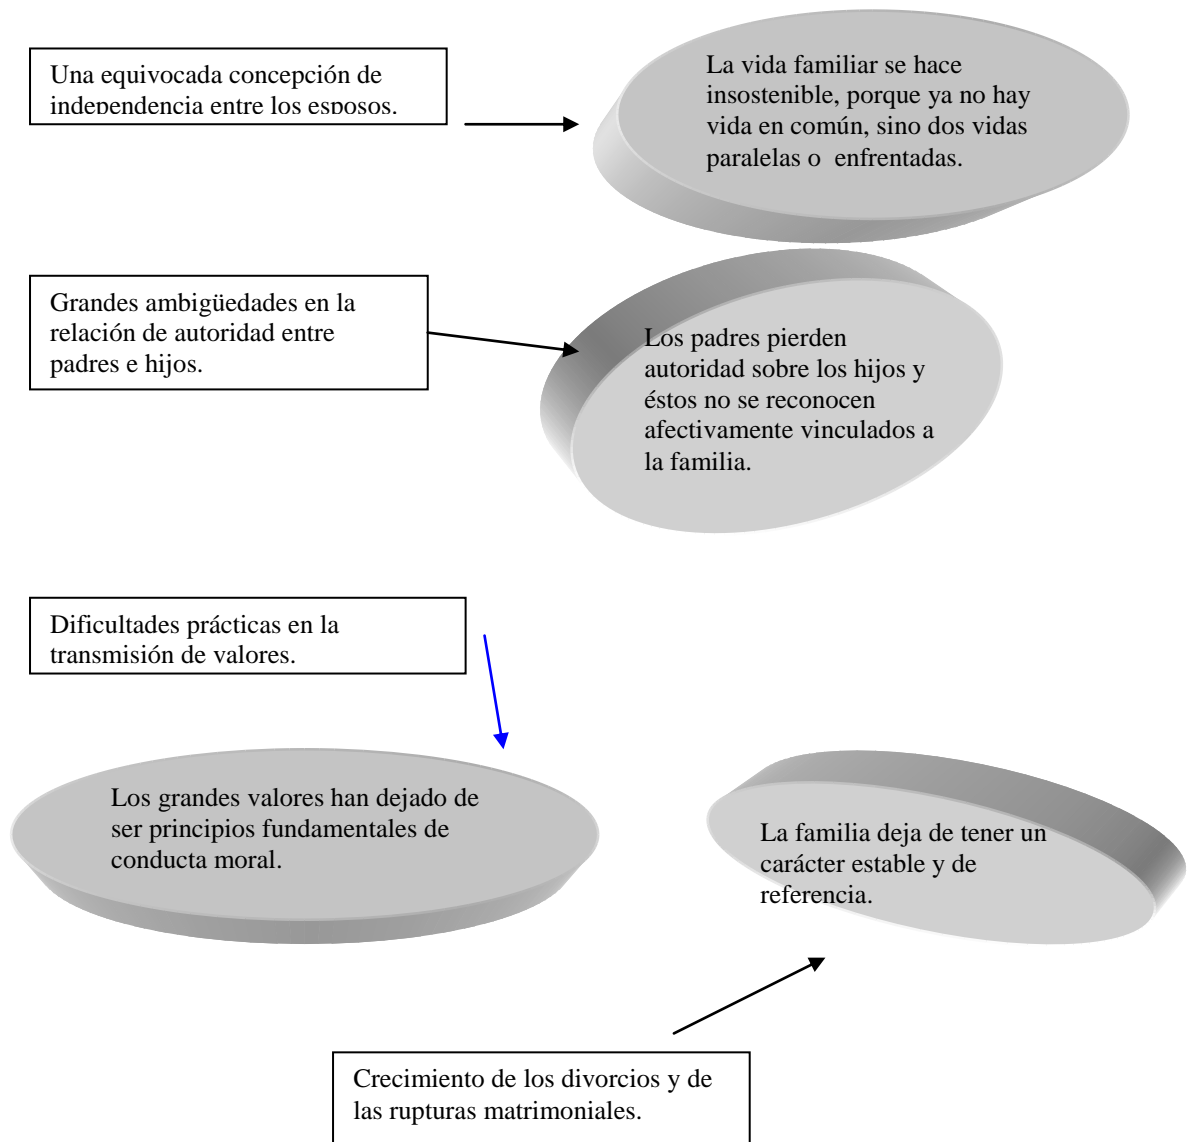 Una equivocada concepción de
independencia entre los esposos.
La vida familiar se hace
insostenible, porque ya no hay
vida en común, sino dos vidas
paralelas o  enfrentadas.
Grandes ambigüedades en la
relación de autoridad entre
padres e hijos.
Los padres pierden
autoridad sobre los hijos y
éstos no se reconocen
afectivamente vinculados a
la familia.
Dificultades prácticas en la
transmisión de valores.
Los grandes valores han dejado de
ser principios fundamentales de
conducta moral.
La familia deja de tener un
carácter estable y de
referencia.
Crecimiento de los divorcios y de
las rupturas matrimoniales.